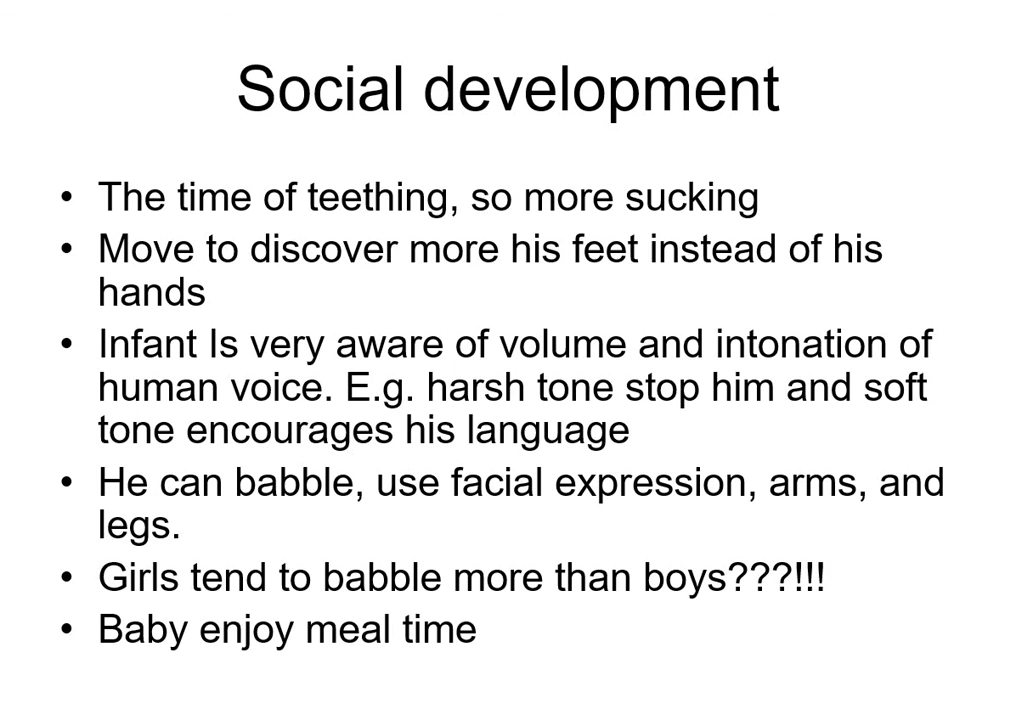 Social development
• The time of teething, so more sucking
• Move to discover more his feet instead of his
hands
• Infant Is very aware of volume and intonation of
human voice. E.g. harsh tone stop him and soft
tone encourages his language
• He can babble, use facial expression, arms, and
legs.
• Girls tend to babble more than boys???!!!
• Baby enjoy meal time